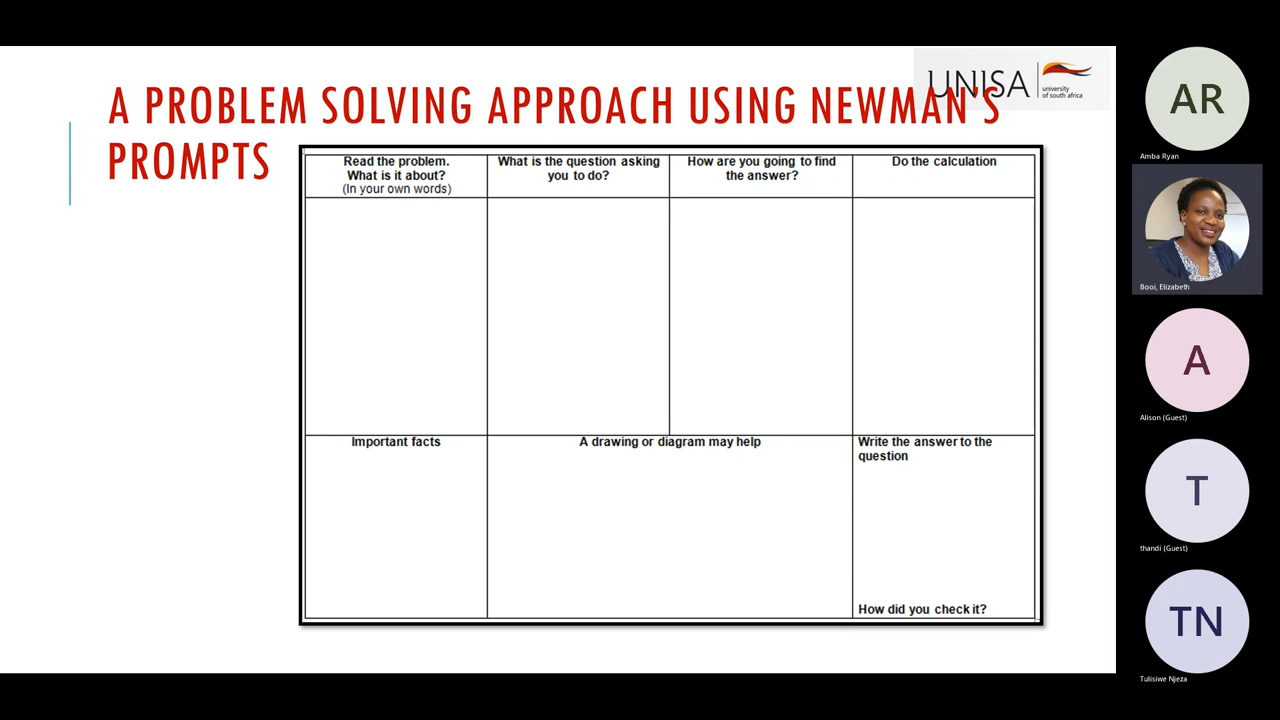 UNISA
university
of south africa
A PROBLEM SOLVING APPROACH USING NEWMAN'S
PROMPTS
Read the problem.
What is it about?
(In your own words)
What is the question asking
you to do?
How are you going to find
the answer?
Do the calculation
Important facts
A drawing or diagram may help
Write the answer to the
question
How did you check it?
AR
Amba Ryan
Booi, Elizabeth
A
Alison (Guest)
T
thandi (Guest)
TN
Tulisiwe Njeza